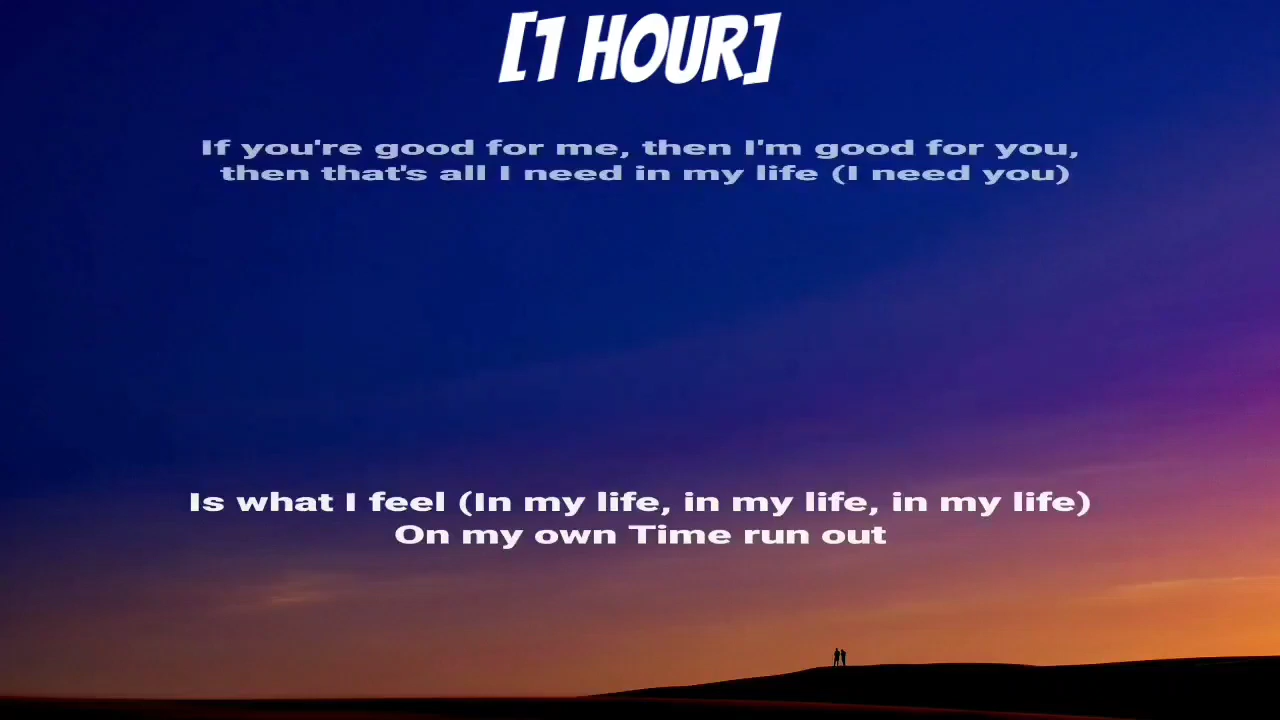 [1 HOUR]
If you're good for me, then I'm good for you,
then that's all I need in my life (I need you)
Is what I feel (In my life, in my life, in my life)
On my own Time run out